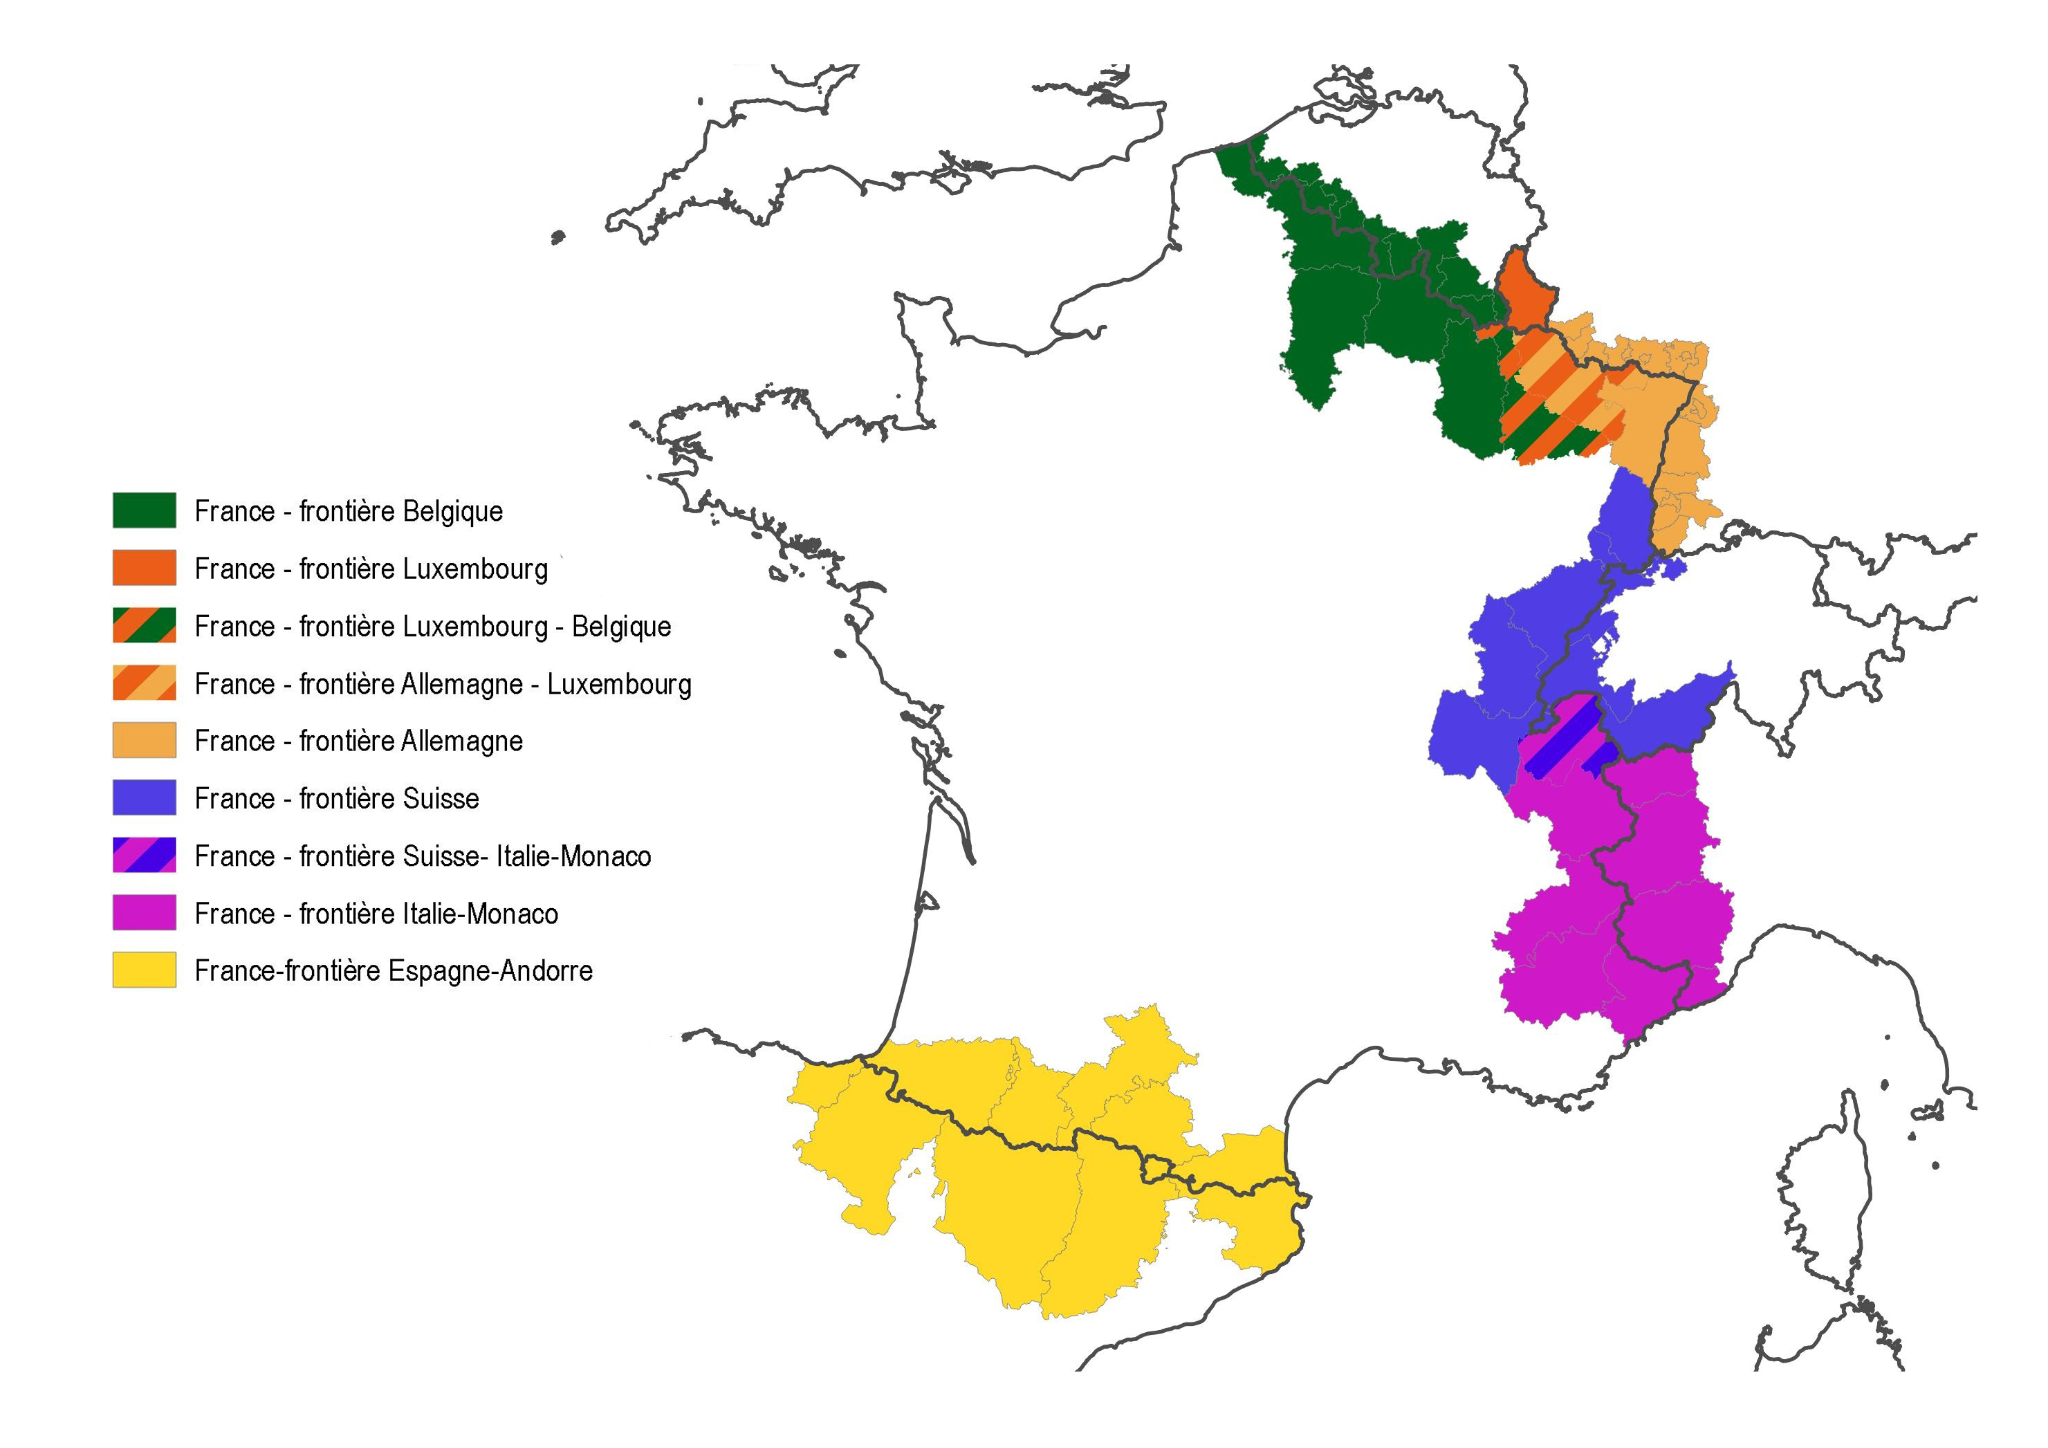 France - frontière Belgique
France - frontière Luxembourg
France - frontière Luxembourg - Belgique
France - frontière Allemagne - Luxembourg
France - frontière Allemagne
France - frontière Suisse
France - frontière Suisse- Italie-Monaco
France - frontière Italie-Monaco
France-frontière Espagne-Andorre